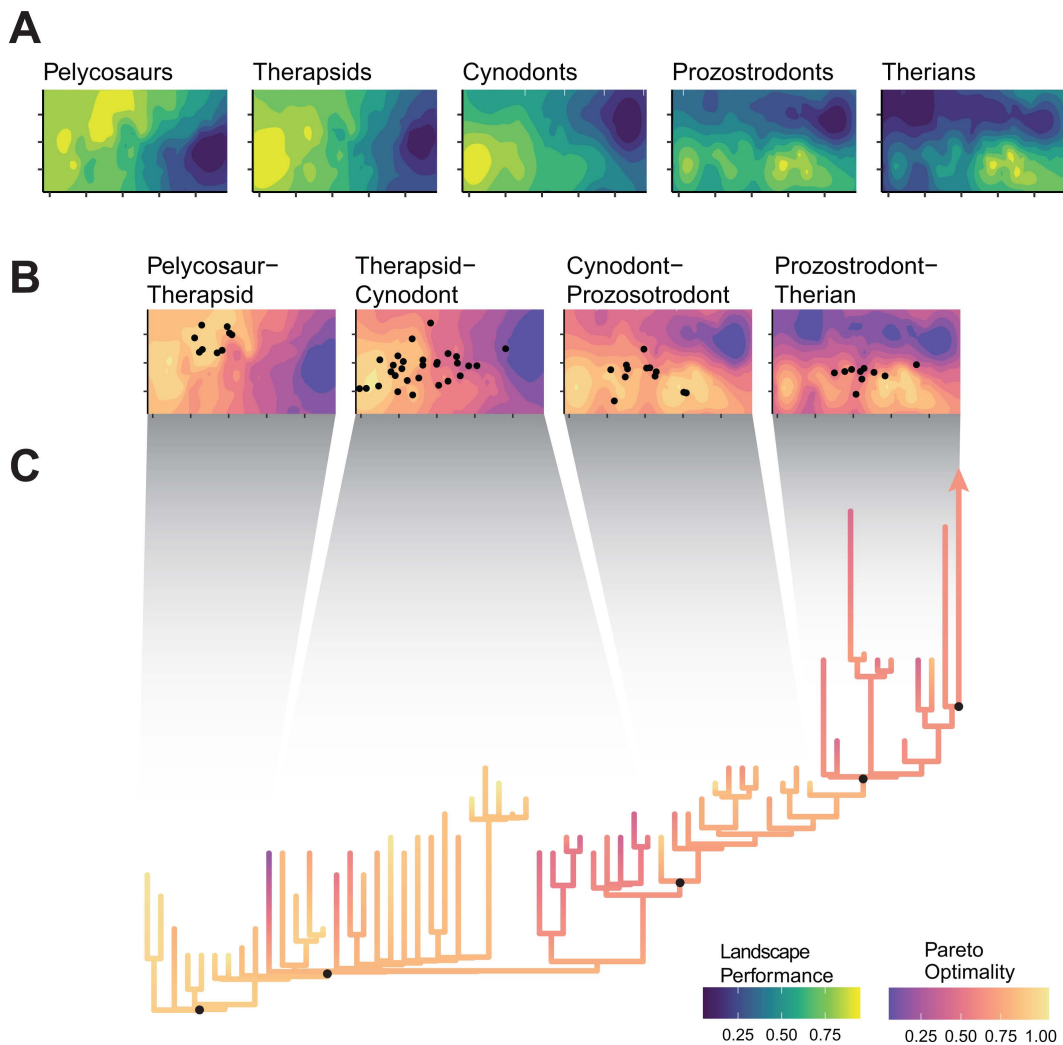 A
Pelycosaurs
Therapsids
Cynodonts
Prozostrodonts
Therians
B
Pelycosaur–
Therapsid
Therapsid–
Cynodont
Cynodont–
Prozosotrodont
Prozostrodont–
Therian
C
Landscape
Performance
0.25 0.50 0.75
Pareto
Optimality
0.25 0.50 0.75 1.00